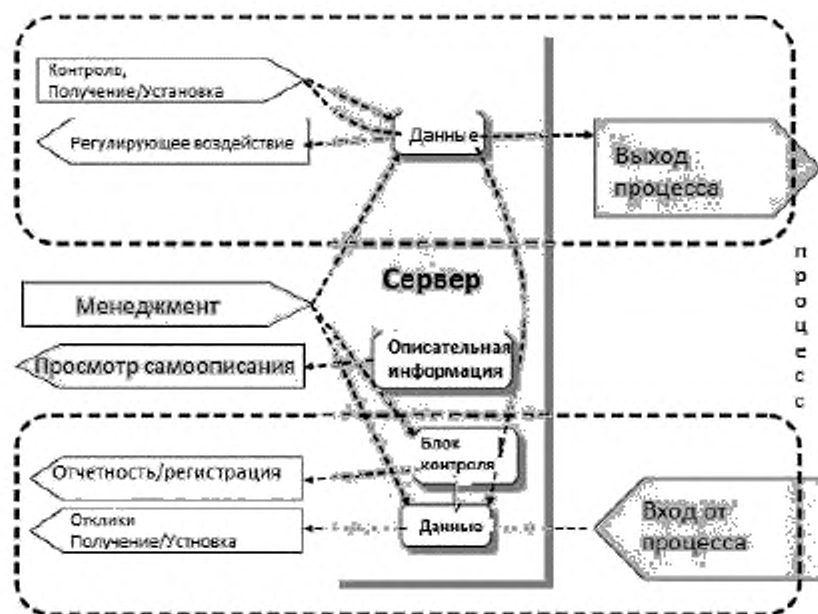 Контроль,
Получение/Установка
Регулирующее воздействие
Данные
Выход
процесса
Сервер
Менеджмент
Просмотр самоописания
Описательная
информация
процесс
Блок
контроля
Отчетность/регистрация
Отклики
Получение/Устновка
Данные
Вход от
процесса